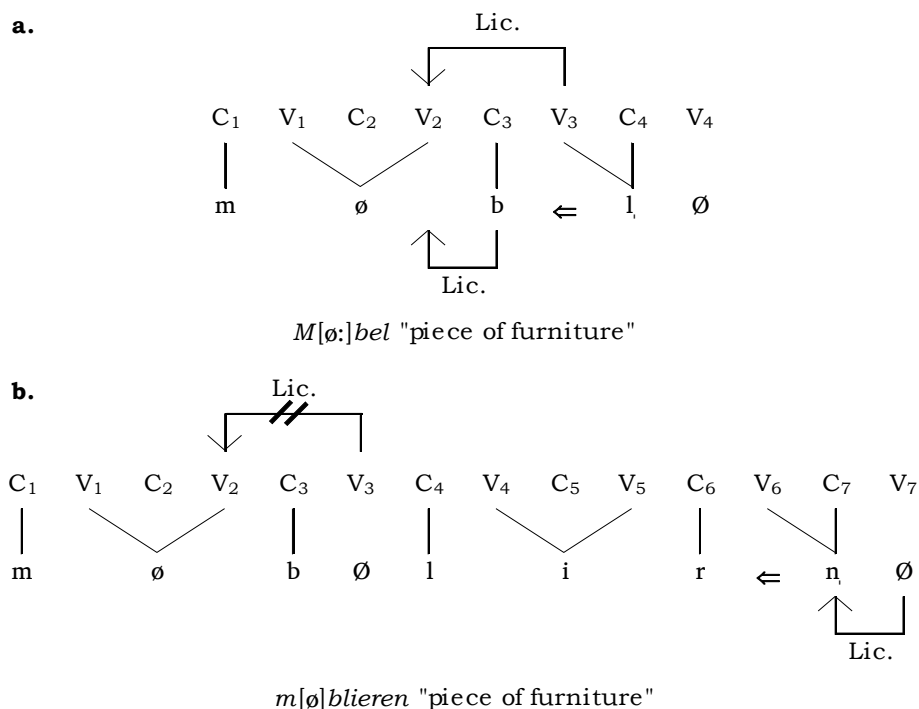 a.
Lic.
C₁ V₁ C₂ V₂ C₃ V₃ C₄ V₄
m ø b ⇐ l̩ Ø
Lic.
M[ø:]bel "piece of furniture"
b.
Lic.
C₁ V₁ C₂ V₂ C₃ V₃ C₄ V₄ C₅ V₅ C₆ V₆ C₇ V₇
m ø b Ø l i r ⇐ n̩ Ø
Lic.
m[ø]blieren "piece of furniture"